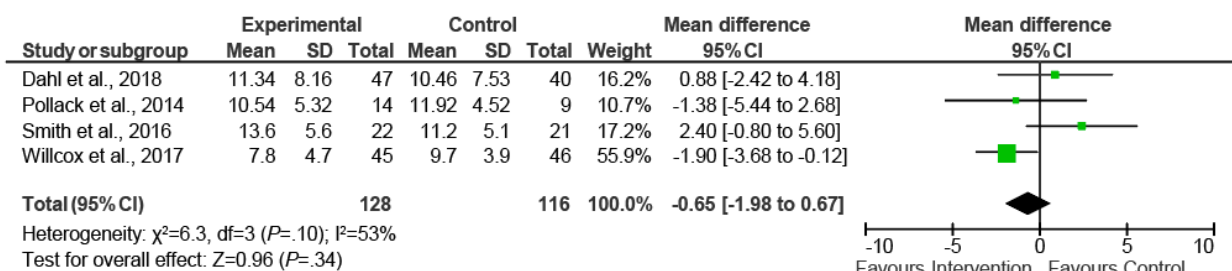 Experimental Control Mean difference Mean difference
Study or subgroup Mean SD Total Mean SD Total Weight 95%CI 95%CI
Dahl et al., 2018 11.34 8.16 47 10.46 7.53 40 16.2% 0.88 [-2.42 to 4.18]
Pollack et al., 2014 10.54 5.32 14 11.92 4.52 9 10.7% -1.38 [-5.44 to 2.68]
Smith et al., 2016 13.6 5.6 22 11.2 5.1 21 17.2% 2.40 [-0.80 to 5.60]
Willcox et al., 2017 7.8 4.7 45 9.7 3.9 46 55.9% -1.90 [-3.68 to -0.12]
Total (95% CI) 128 116 100.0% -0.65 [-1.98 to 0.67]
Heterogeneity: χ²=6.3, df=3 (P=.10); I²=53%
Test for overall effect: Z=0.96 (P=.34)
-10 -5 0 5 10
Favours Intervention Favours Control